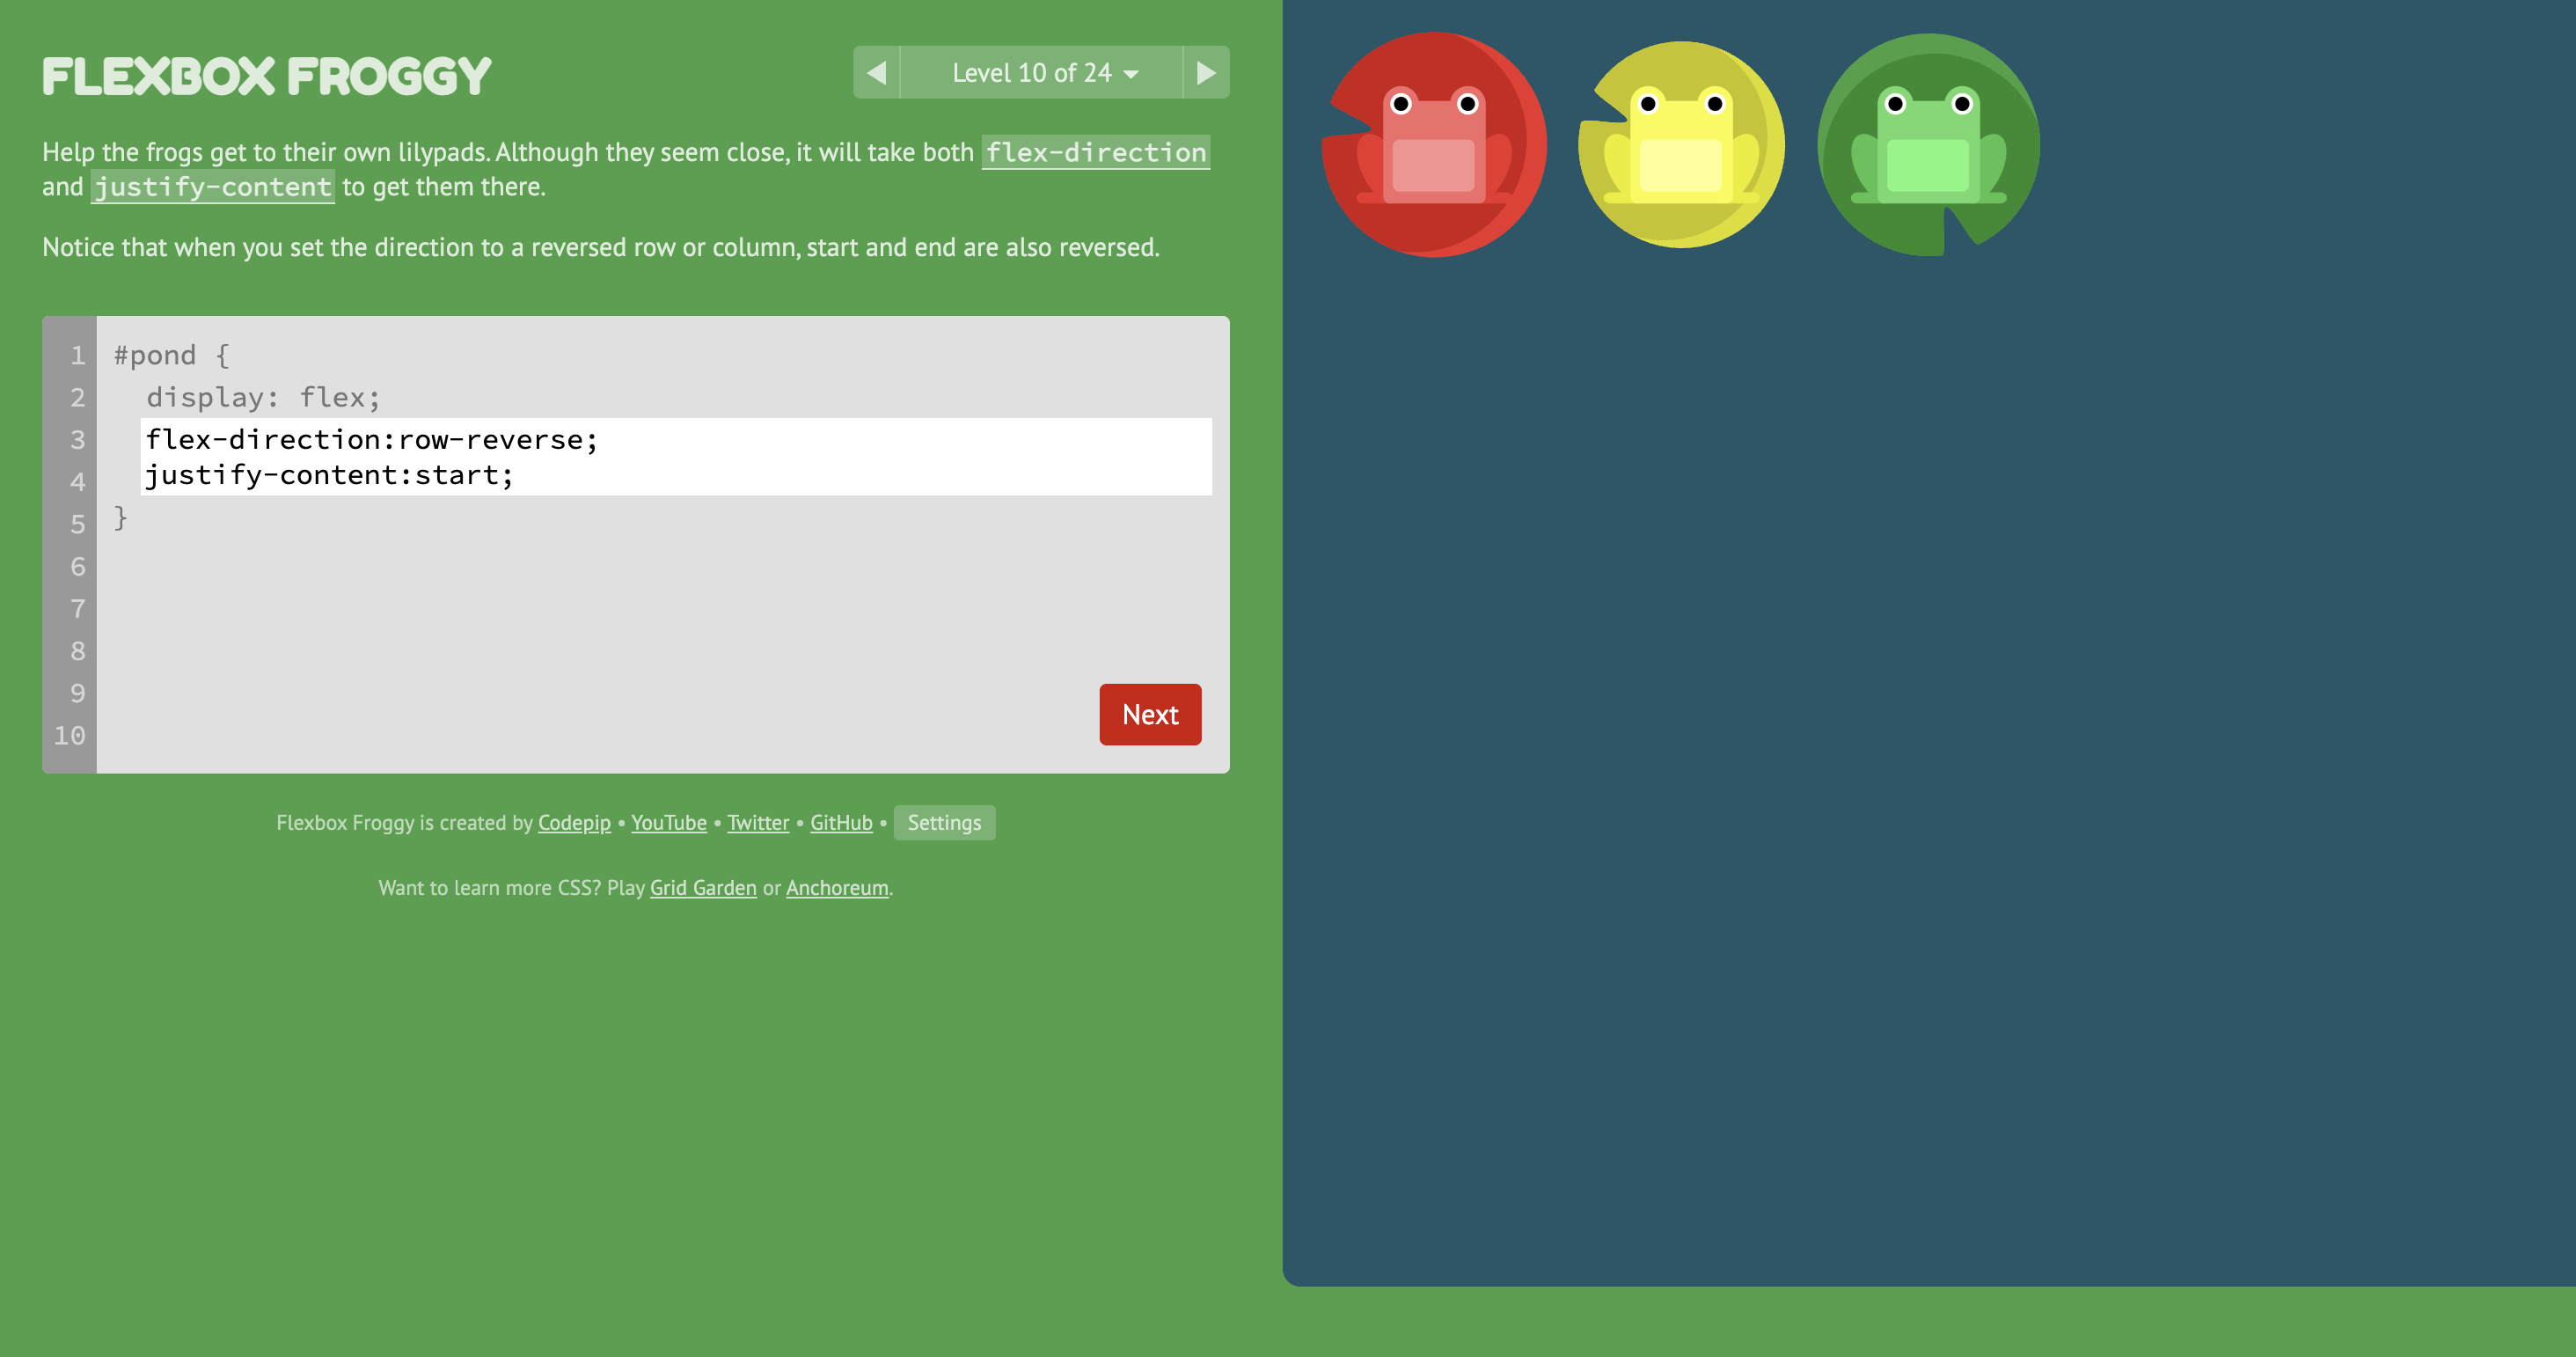 FLEXBOX FROGGY
Level 10 of 24
Help the frogs get to their own lilypads. Although they seem close, it will take both flex-direction
and justify-content to get them there.
Notice that when you set the direction to a reversed row or column, start and end are also reversed.
1 #pond {
2 display: flex;
3 flex-direction:row-reverse;
4 justify-content:start;
5 }
6
7
8
9
10
Next
Flexbox Froggy is created by Codepip • YouTube • Twitter • GitHub • Settings
Want to learn more CSS? Play Grid Garden or Anchoreum.